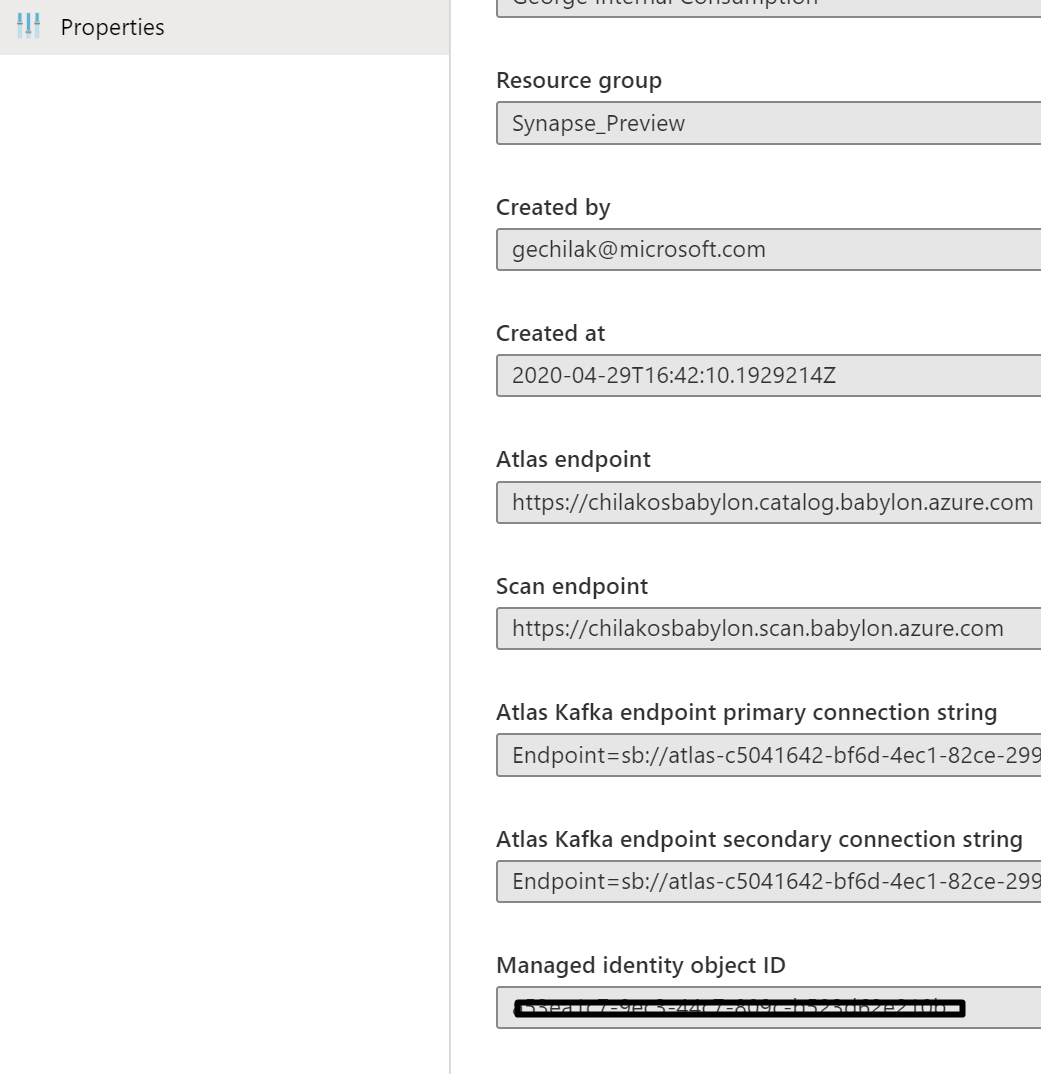 Properties
George Internal Consumption
Resource group
Synapse_Preview
Created by
gechilak@microsoft.com
Created at
2020-04-29T16:42:10.1929214Z
Atlas endpoint
https://chilakosbabylon.catalog.babylon.azure.com
Scan endpoint
https://chilakosbabylon.scan.babylon.azure.com
Atlas Kafka endpoint primary connection string
Endpoint=sb://atlas-c5041642-bf6d-4ec1-82ce-299
Atlas Kafka endpoint secondary connection string
Endpoint=sb://atlas-c5041642-bf6d-4ec1-82ce-299
Managed identity object ID